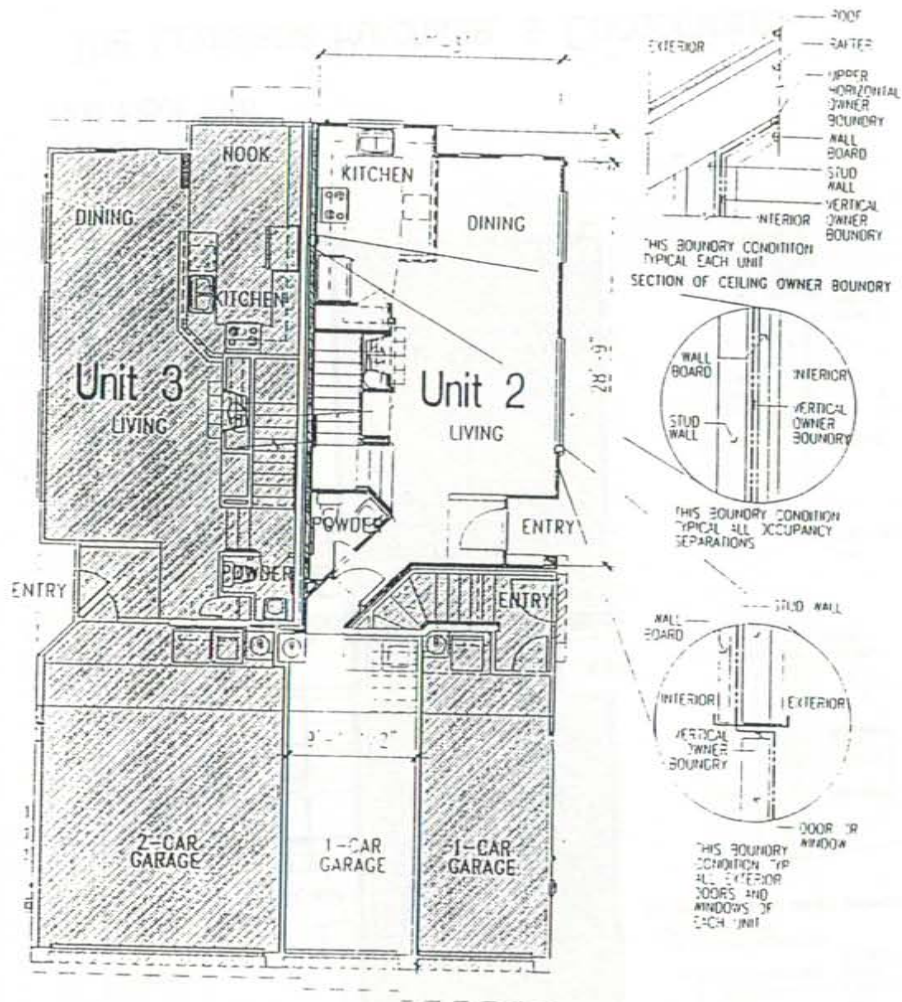 ROOF
EXTERIOR
RAFTER
UPPER
HORIZONTAL
OWNER
BOUNDRY
WALL
BOARD
STUD
WALL
VERTICAL
OWNER
BOUNDRY
INTERIOR
THIS BOUNDRY CONDITITON
TYPICAL EACH UNIT
SECTION OF CEILING OWNER BOUNDRY
NOOK
KITCHEN
DINING
DINING
KITCHEN
Unit 3
LIVING
Unit 2
LIVING
28'-9"
WALL
BOARD
INTERIOR
STUD
WALL
VERTICAL
OWNER
BOUNDRY
THIS BOUNDRY CONDITION
TYPICAL ALL OCCUPANCY
SEPARATIONS
POWDER
ENTRY
ENTRY
POWDER
ENTRY
STUD WALL
WALL
BOARD
INTERIOR
EXTERIOR
VERTICAL
OWNER
BOUNDRY
DOOR OR
WINDOW
THIS BOUNDRY
CONDITION TYP
ALL EXTERIOR
DOORS AND
WINDOWS OF
EACH UNIT
2-CAR
GARAGE
1-CAR
GARAGE
1-CAR
GARAGE